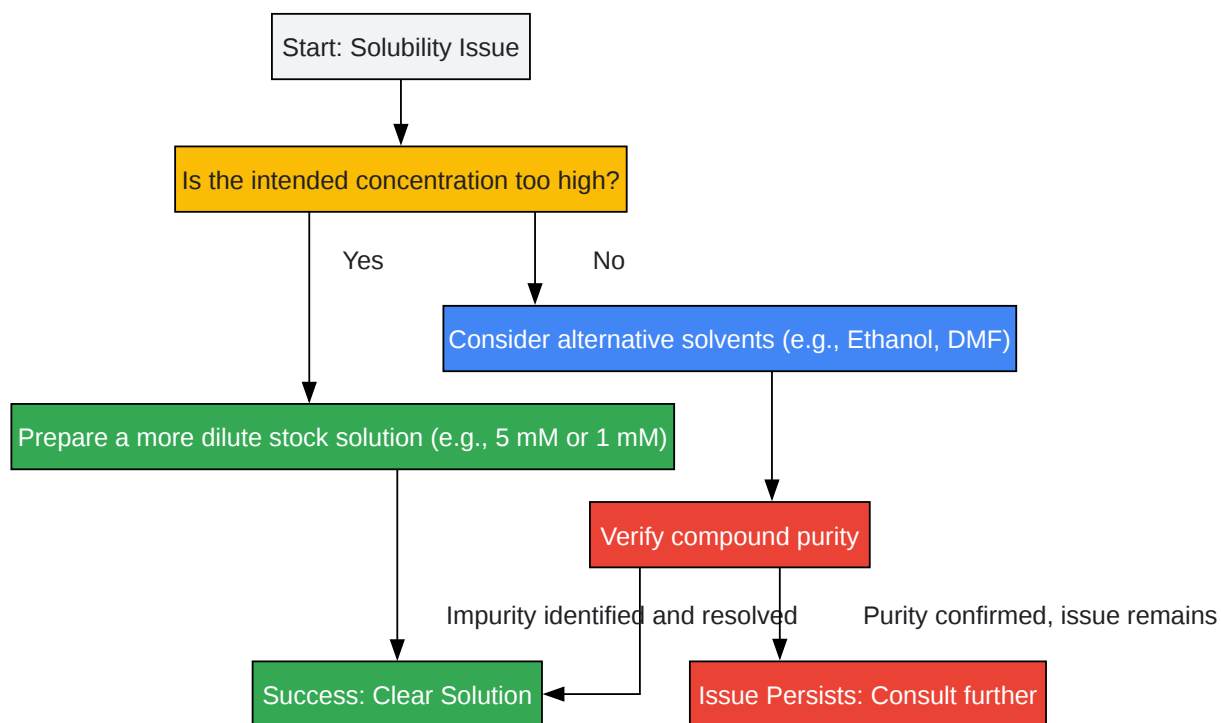 Start: Solubility Issue
Is the intended concentration too high?
Yes
No
Consider alternative solvents (e.g., Ethanol, DMF)
Prepare a more dilute stock solution (e.g., 5 mM or 1 mM)
Verify compound purity
Impurity identified and resolved
Purity confirmed, issue remains
Success: Clear Solution
Issue Persists: Consult further